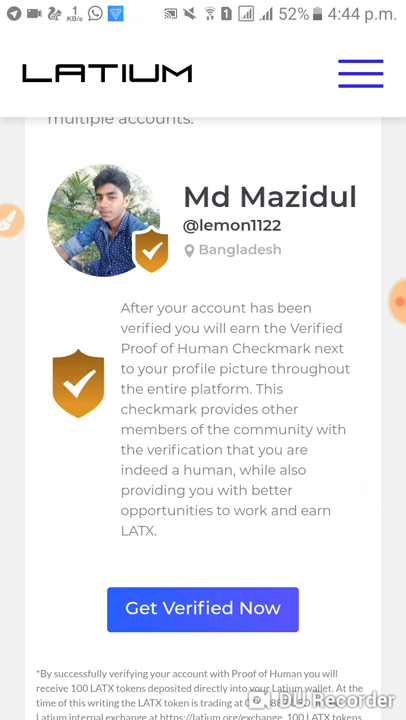 1 KB/s 1 52% 4:44 p.m.
LATIUM
multiple accounts.
Md Mazidul
@lemon1122
Bangladesh
After your account has been
verified you will earn the Verified
Proof of Human Checkmark next
to your profile picture throughout
the entire platform. This
checkmark provides other
members of the community with
the verification that you are
indeed a human, while also
providing you with better
opportunities to work and earn
LATX.
Get Verified Now
*By successfully verifying your account with Proof of Human you will
receive 100 LATX tokens deposited directly into your Latium wallet. At the
time of this writing the LATX token is trading at
DU Recorder
Latium internal exchange at https://latium.org/exchange. 100 LATX tokens